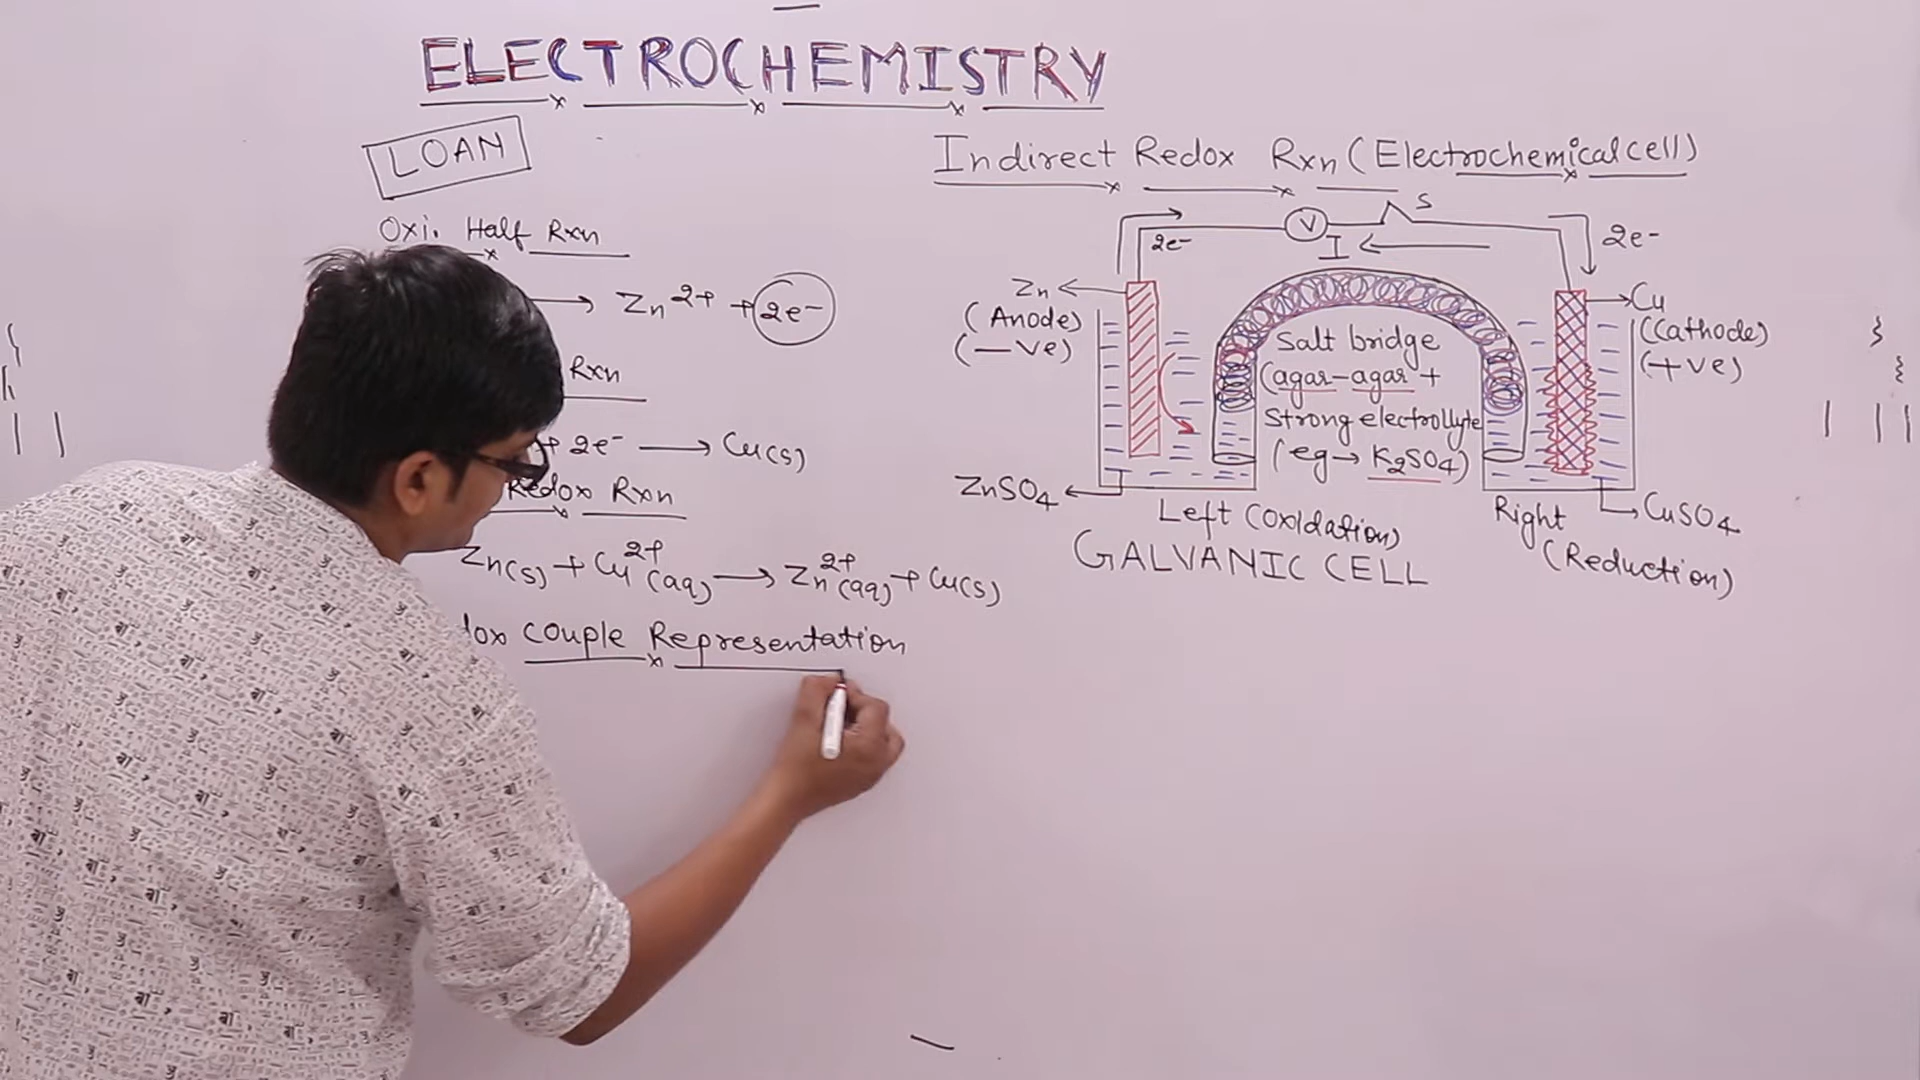 ELECTROCHEMISTRY
LOAN
Oxi. Half Rxn
⟶ Zn²⁺ + 2e⁻
Rxn
+ 2e⁻ ⟶ Cu(s)
Redox Rxn
Zn(s) + Cu²⁺(aq) ⟶ Zn²⁺(aq) + Cu(s)
couple Representation
Indirect Redox Rxn (Electrochemical cell)
S
V
2e⁻
I ←
2e⁻
Zn
(Anode)
(-ve)
Cu
(Cathode)
(+ve)
Salt bridge
(agar-agar +
Strong electrollyte
(eg → K₂SO₄)
ZnSO₄
CuSO₄
Left (Oxidation)
Right
(Reduction)
GALVANIC CELL